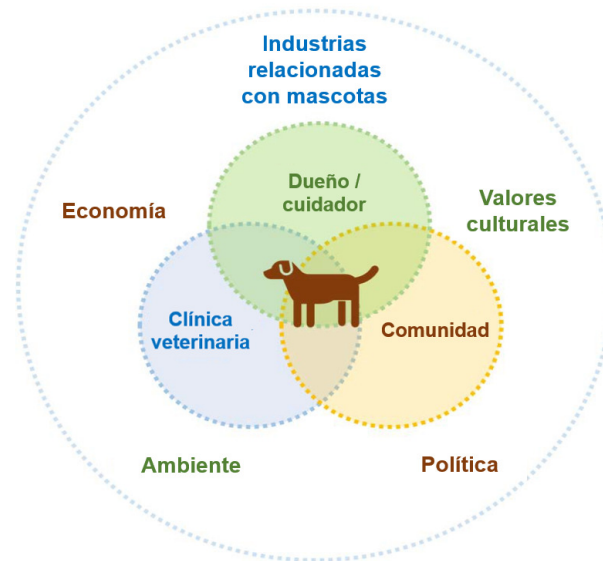 Industrias
relacionadas
con mascotas
Dueño /
cuidador
Economía
Valores
culturales
Clínica
veterinaria
Comunidad
Ambiente
Política